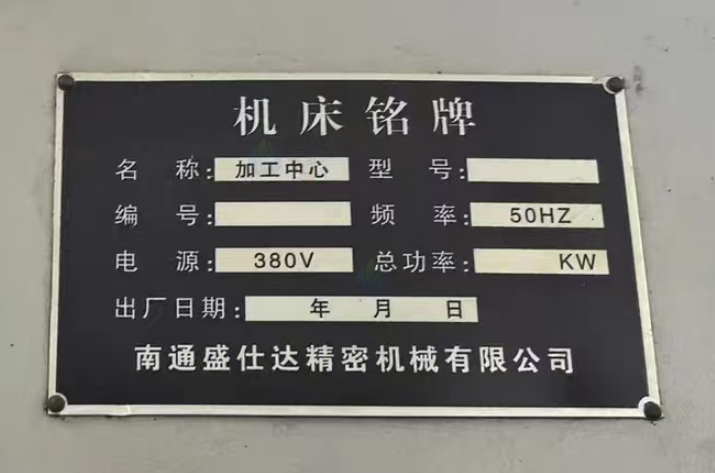 机床铭牌
名 称: 加工中心 型 号:
编 号: 频 率: 50HZ
电 源: 380V 总功率: KW
出厂日期: 年 月 日
南通盛仕达精密机械有限公司